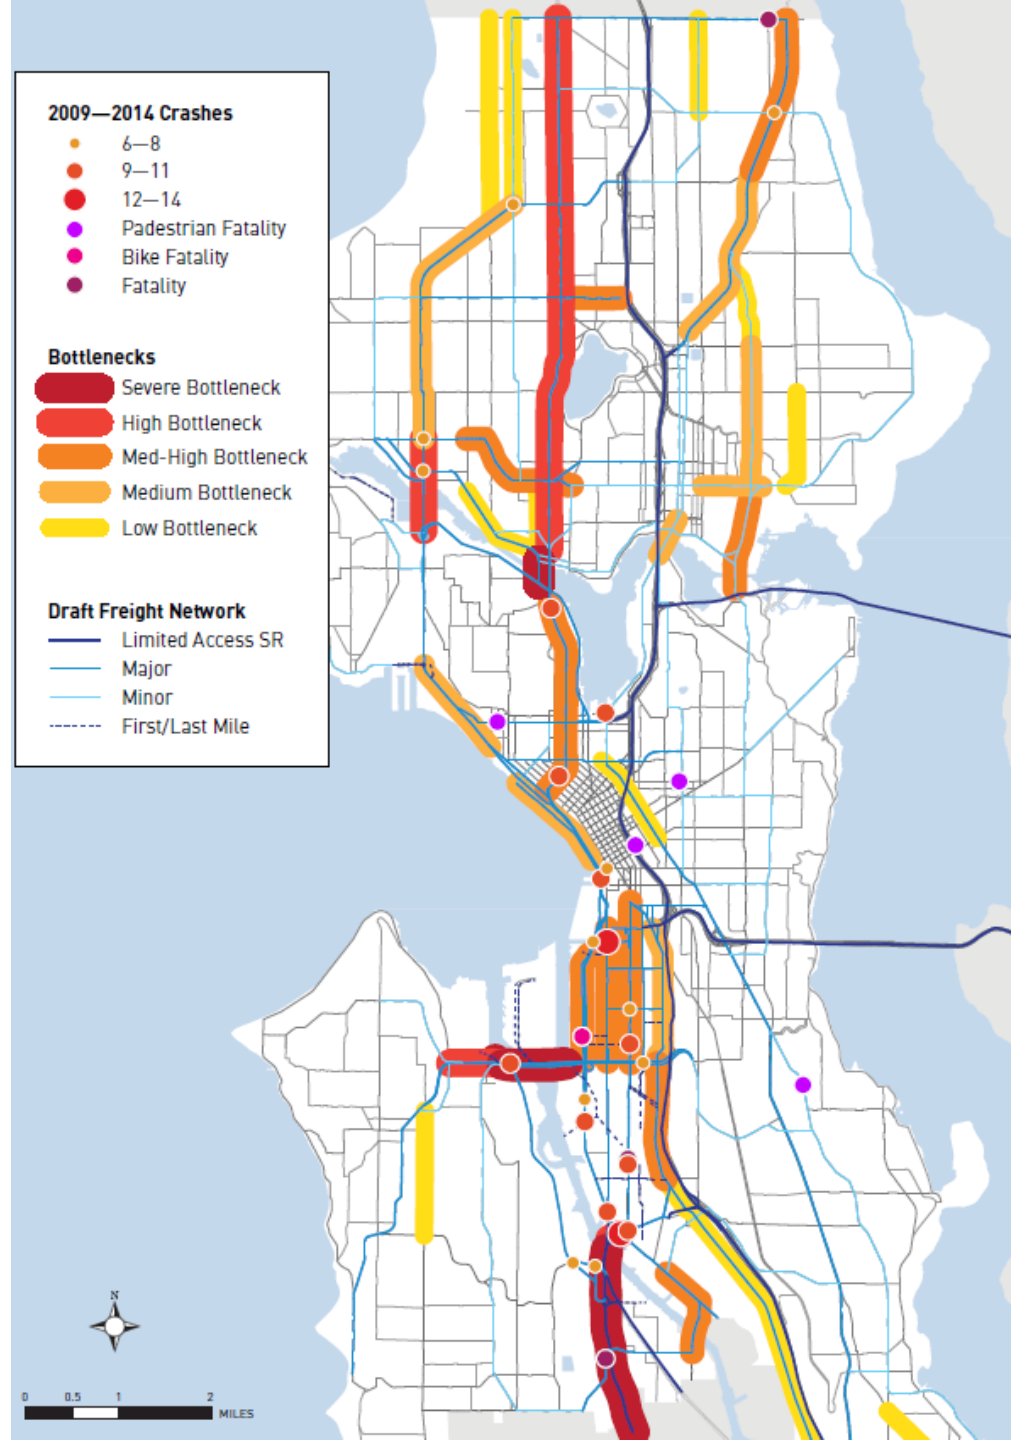 2009—2014 Crashes
6—8
9—11
12—14
Padestrian Fatality
Bike Fatality
Fatality
Bottlenecks
Severe Bottleneck
High Bottleneck
Med-High Bottleneck
Medium Bottleneck
Low Bottleneck
Draft Freight Network
Limited Access SR
Major
Minor
First/Last Mile
N
0 0.5 1 2
MILES